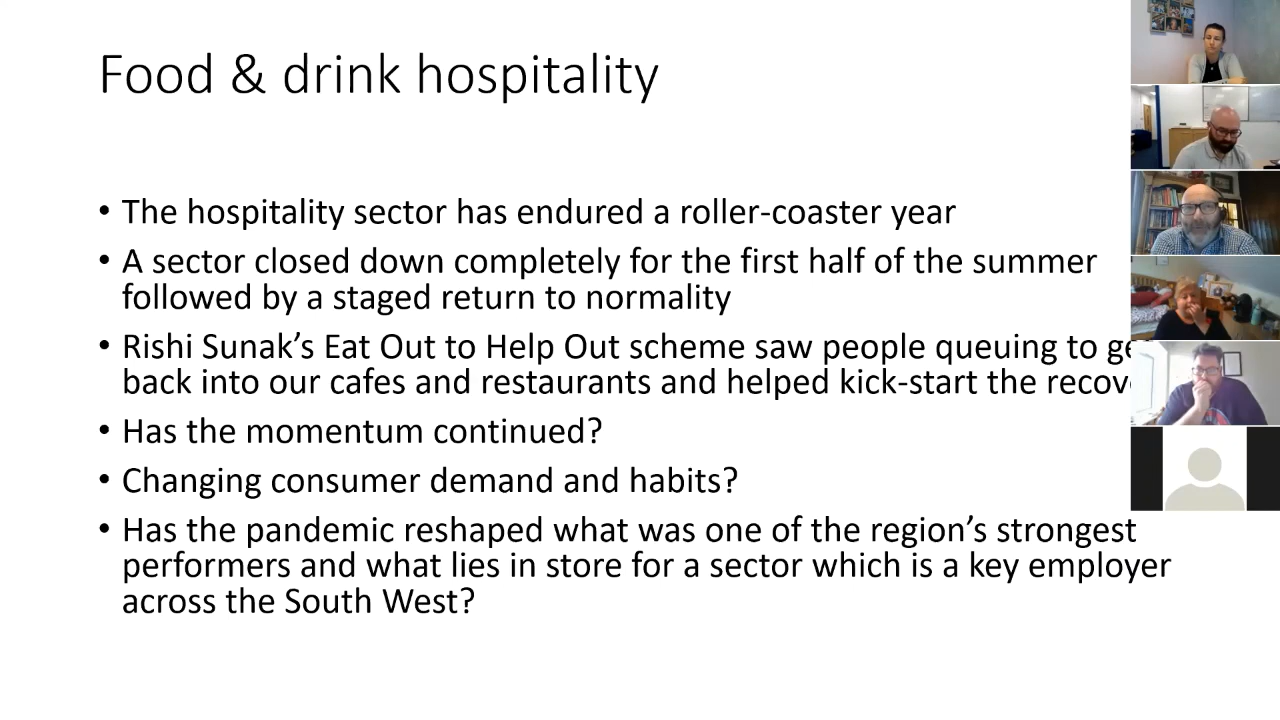 Food & drink hospitality
• The hospitality sector has endured a roller-coaster year
• A sector closed down completely for the first half of the summer
followed by a staged return to normality
• Rishi Sunak’s Eat Out to Help Out scheme saw people queuing to
back into our cafes and restaurants and helped kick-start the
• Has the momentum continued?
• Changing consumer demand and habits?
• Has the pandemic reshaped what was one of the region’s strongest
performers and what lies in store for a sector which is a key employer
across the South West?